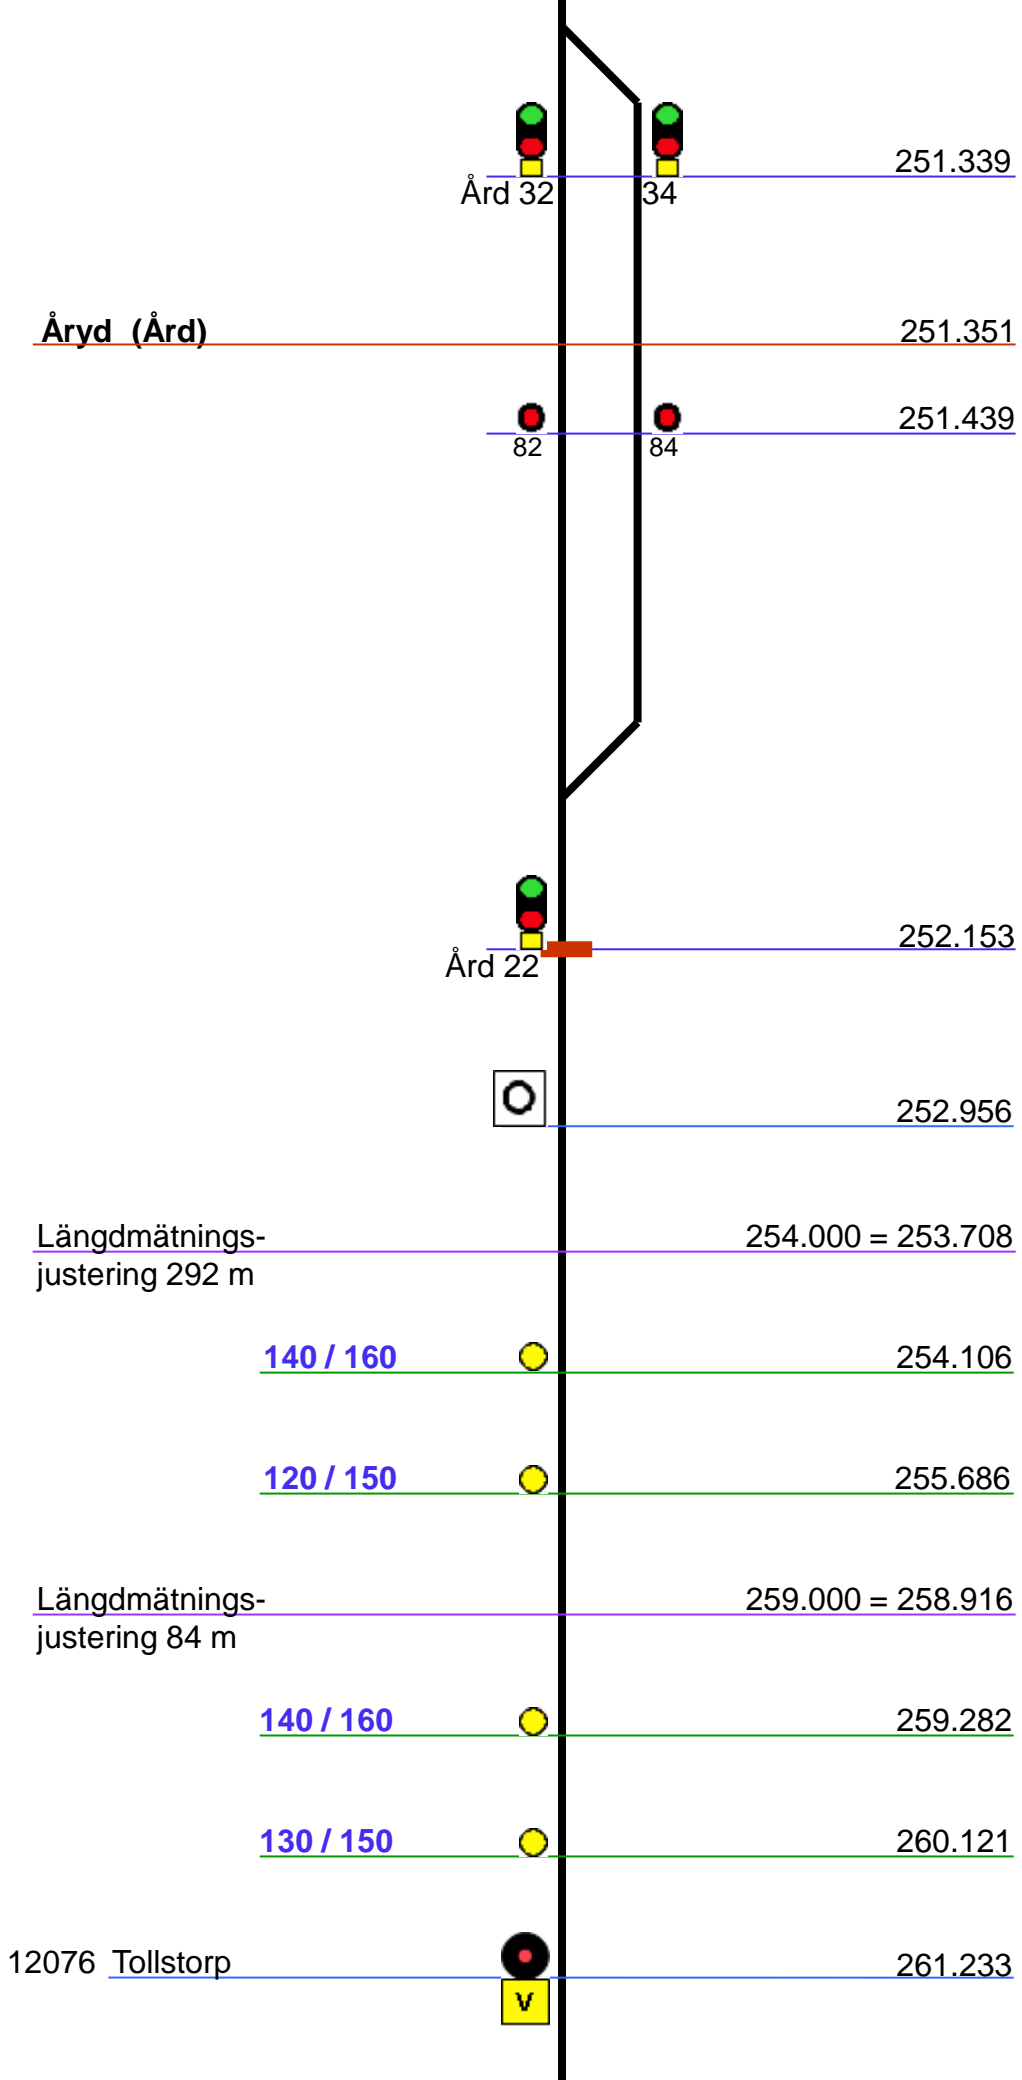 251.339
Ård 32 34
Åryd (Ård) 251.351
251.439
82 84
252.153
Ård 22
O
252.956
Längdmätnings- 254.000 = 253.708
justering 292 m
140 / 160 254.106
120 / 150 255.686
Längdmätnings- 259.000 = 258.916
justering 84 m
140 / 160 259.282
130 / 150 260.121
12076 Tollstorp 261.233
V